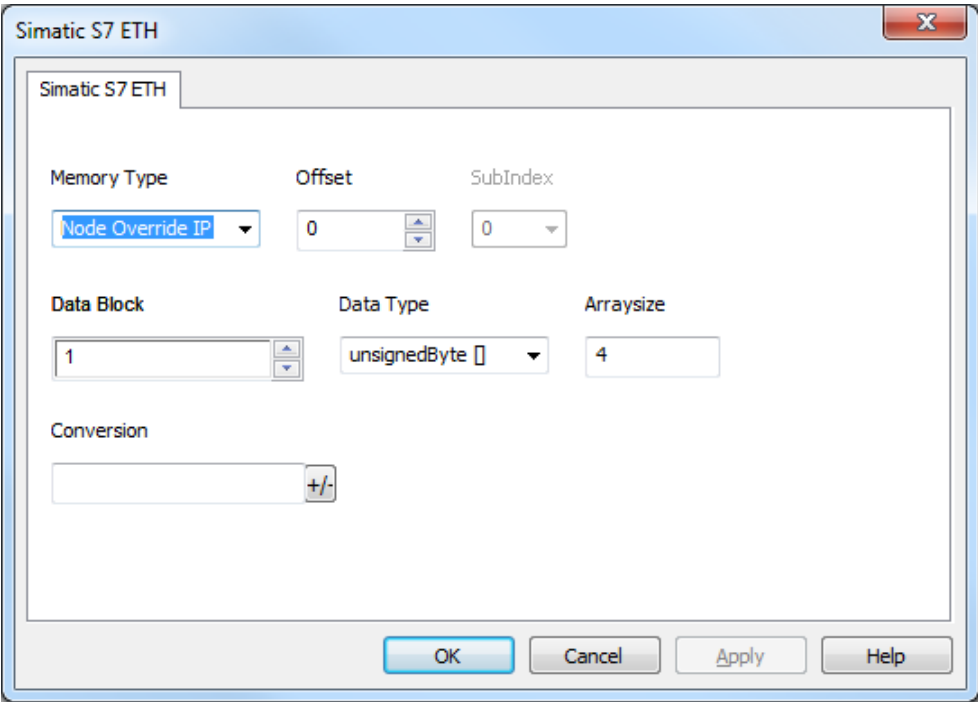 Simatic S7 ETH
Simatic S7 ETH
Memory Type Offset SubIndex
Node Override IP 0 0
Data Block Data Type Arraysize
1 unsignedByte [] 4
Conversion
+/-
OK Cancel Apply Help